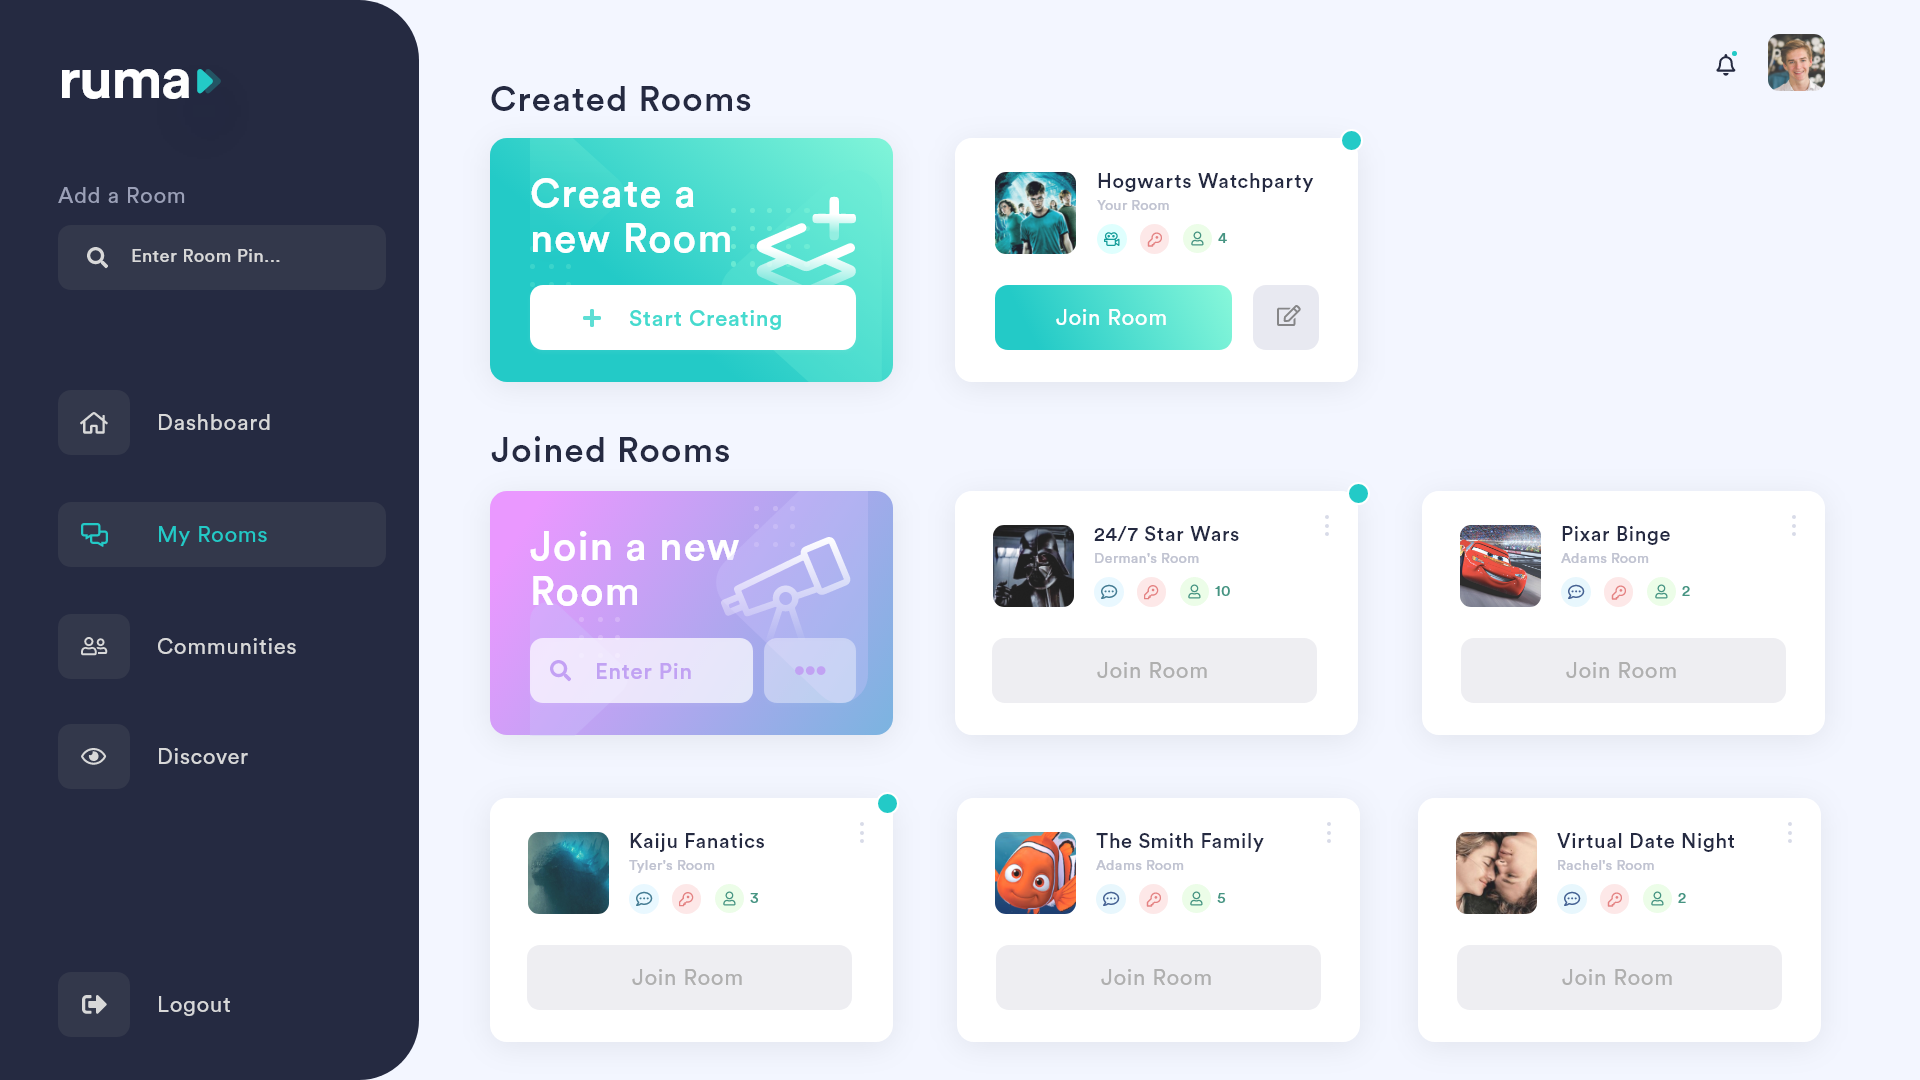 ruma
Add a Room
Enter Room Pin...
Dashboard
My Rooms
Communities
Discover
Logout
Created Rooms
Create a
new Room
Start Creating
Hogwarts Watchparty
Your Room
4
Join Room
Joined Rooms
Join a new
Room
Enter Pin
24/7 Star Wars
Derman's Room
10
Join Room
Pixar Binge
Adams Room
2
Join Room
Kaiju Fanatics
Tyler's Room
3
Join Room
The Smith Family
Adams Room
5
Join Room
Virtual Date Night
Rachel's Room
2
Join Room